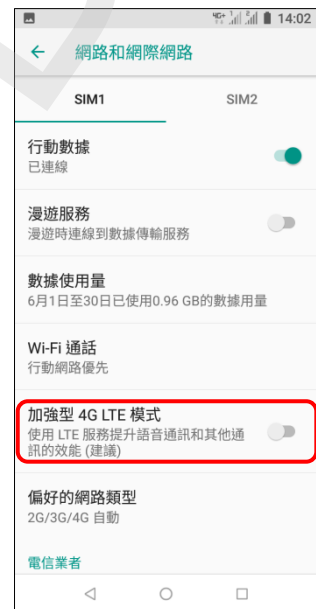 4G+ 1 2 14:02
網路和網際網路
SIM1 SIM2
行動數據
已連線
漫遊服務
漫遊時連線到數據傳輸服務
數據使用量
6月1日至30日已使用0.96 GB的數據用量
Wi-Fi 通話
行動網路優先
加強型 4G LTE 模式
使用 LTE 服務提升語音通訊和其他通
訊的效能 (建議)
偏好的網路類型
2G/3G/4G 自動
電信業者